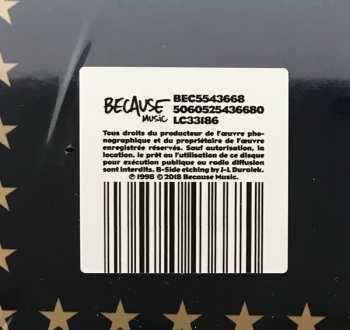 BECAUSE
MUSIC
BEC5543668
5060525436680
LC33186
Tous droits du producteur de l'œuvre pho-
nographique et du propriétaire de l'œuvre
enregistrée réservés. Sauf autorisation, la
location, le prêt ou l'utilisation de ce disque
pour exécution publique ou radio diffusion
sont interdits. B-Side etching by J-L Duralek.
℗ 1998 © 2018 Because Music.